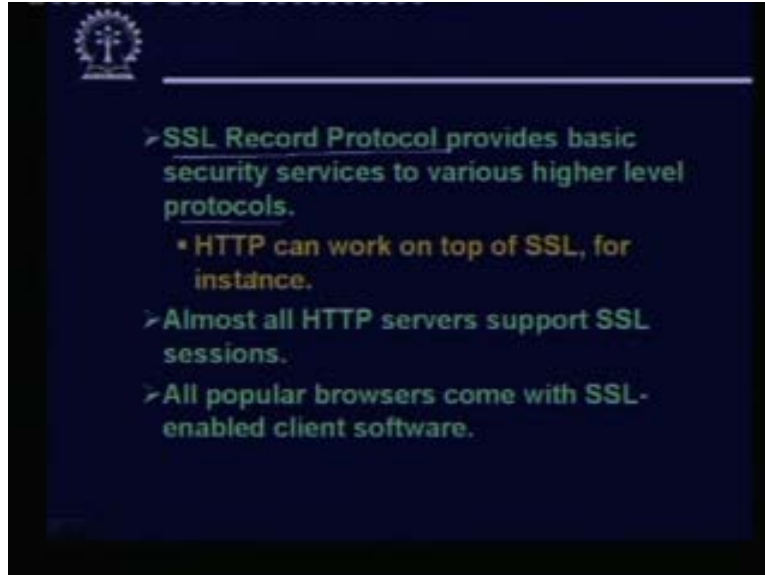 ➢SSL Record Protocol provides basic
security services to various higher level
protocols.
▪ HTTP can work on top of SSL, for
instance.
➢Almost all HTTP servers support SSL
sessions.
➢All popular browsers come with SSL-
enabled client software.